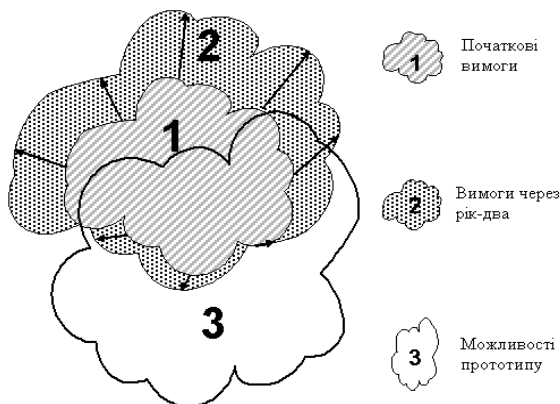 2
1
3
1
Початкові
вимоги
2
Вимоги через
рік-два
3
Можливості
прототипу